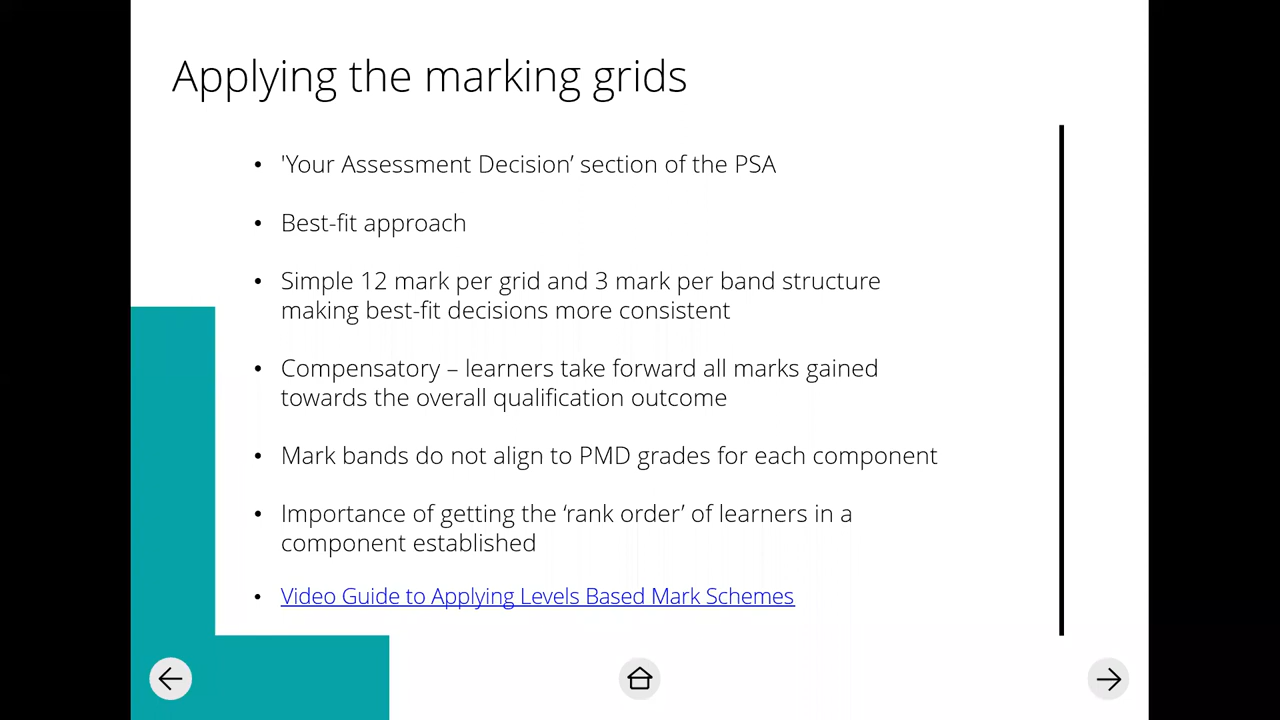 Applying the marking grids
• 'Your Assessment Decision’ section of the PSA
• Best-fit approach
• Simple 12 mark per grid and 3 mark per band structure
making best-fit decisions more consistent
• Compensatory – learners take forward all marks gained
towards the overall qualification outcome
• Mark bands do not align to PMD grades for each component
• Importance of getting the ‘rank order’ of learners in a
component established
• Video Guide to Applying Levels Based Mark Schemes